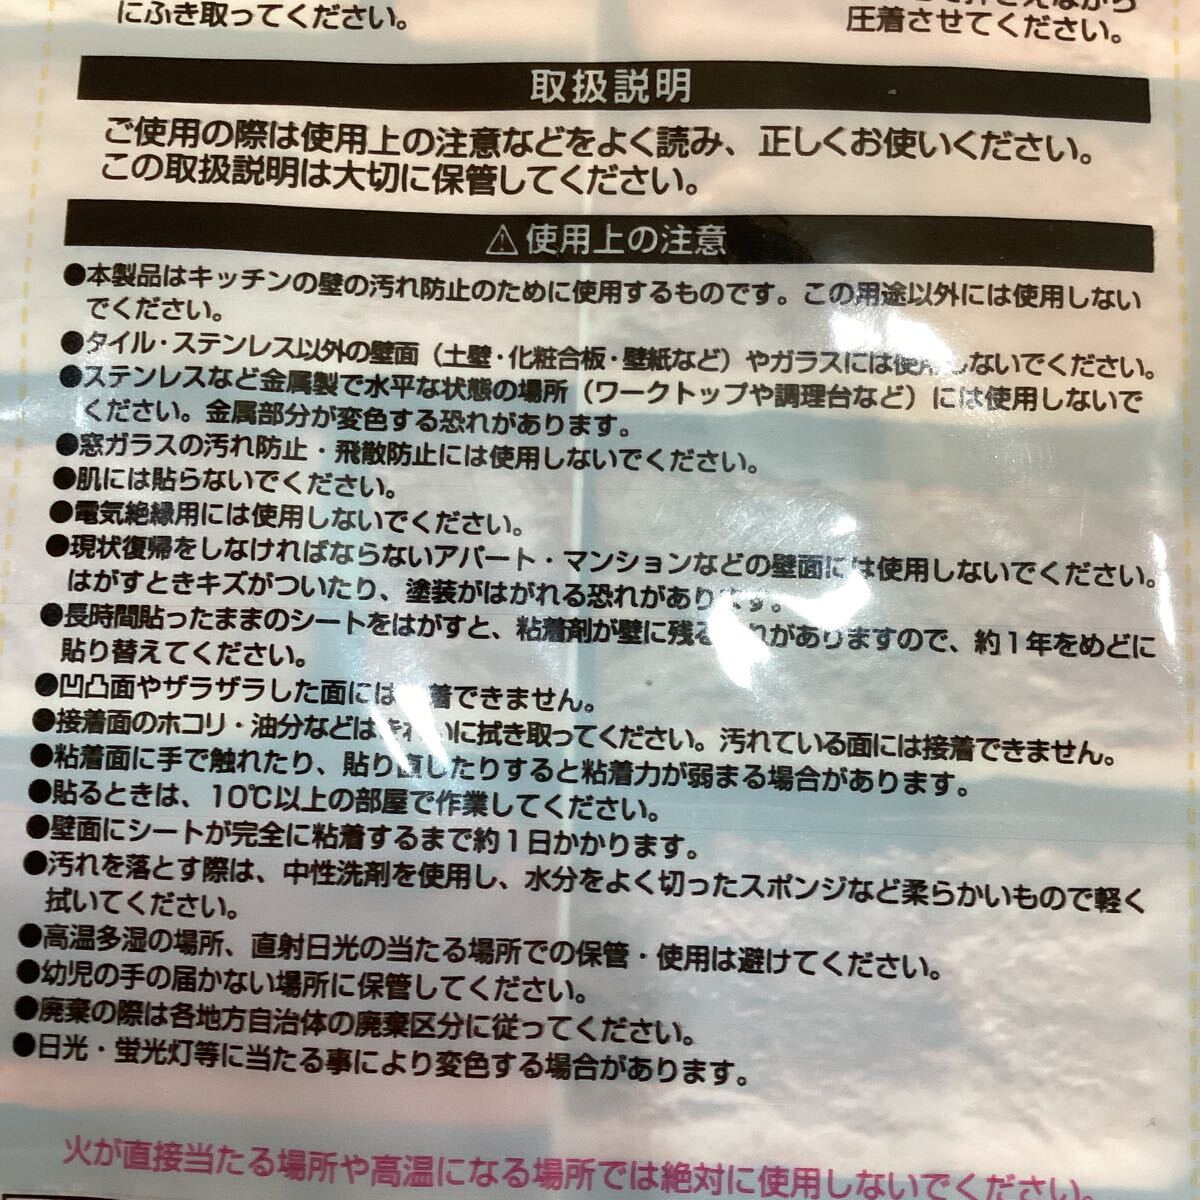 にふき取ってください。
圧着させてください。
取扱説明
ご使用の際は使用上の注意などをよく読み、正しくお使いください。
この取扱説明は大切に保管してください。
⚠使用上の注意
●本製品はキッチンの壁の汚れ防止のために使用するものです。この用途以外には使用しない
でください。
●タイル・ステンレス以外の壁面（土壁・化粧合板・壁紙など）やガラスには使用しないでください。
●ステンレスなど金属製で水平な状態の場所（ワークトップや調理台など）には使用しないで
ください。金属部分が変色する恐れがあります。
●窓ガラスの汚れ防止・飛散防止には使用しないでください。
●肌には貼らないでください。
●電気絶縁用には使用しないでください。
●現状復帰をしなければならないアパート・マンションなどの壁面には使用しないでください。
はがすときキズがついたり、塗装がはがれる恐れがあります。
●長時間貼ったままのシートをはがすと、粘着剤が壁に残る恐れがありますので、約1年をめどに
貼り替えてください。
●凹凸面やザラザラした面には接着できません。
●接着面のホコリ・油分などはきれいに拭き取ってください。汚れている面には接着できません。
●粘着面に手で触れたり、貼り直したりすると粘着力が弱まる場合があります。
●貼るときは、10℃以上の部屋で作業してください。
●壁面にシートが完全に粘着するまで約1日かかります。
●汚れを落とす際は、中性洗剤を使用し、水分をよく切ったスポンジなど柔らかいもので軽く
拭いてください。
●高温多湿の場所、直射日光の当たる場所での保管・使用は避けてください。
●幼児の手の届かない場所に保管してください。
●廃棄の際は各地方自治体の廃棄区分に従ってください。
●日光・蛍光灯等に当たる事により変色する場合があります。
火が直接当たる場所や高温になる場所では絶対に使用しないでください。